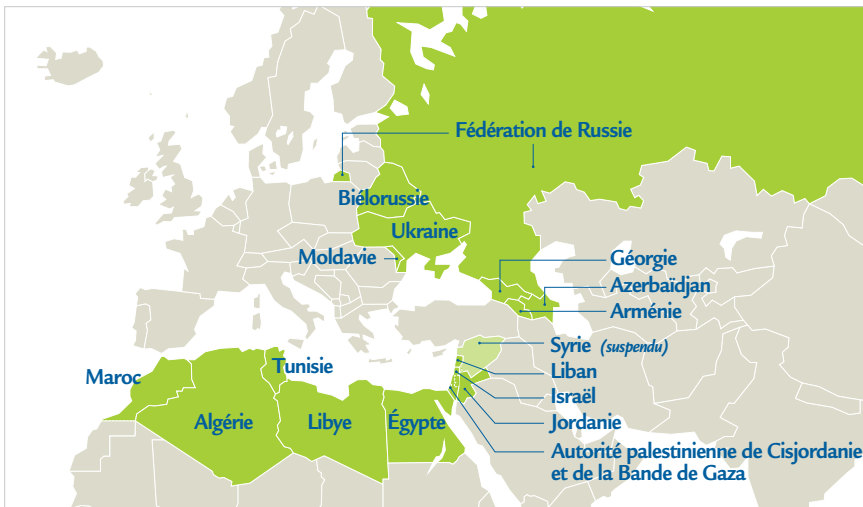 Fédération de Russie
Biélorussie
Ukraine
Moldavie
Géorgie
Azerbaïdjan
Arménie
Syrie (suspendu)
Liban
Israël
Jordanie
Autorité palestinienne de Cisjordanie
et de la Bande de Gaza
Maroc
Tunisie
Algérie
Libye
Égypte